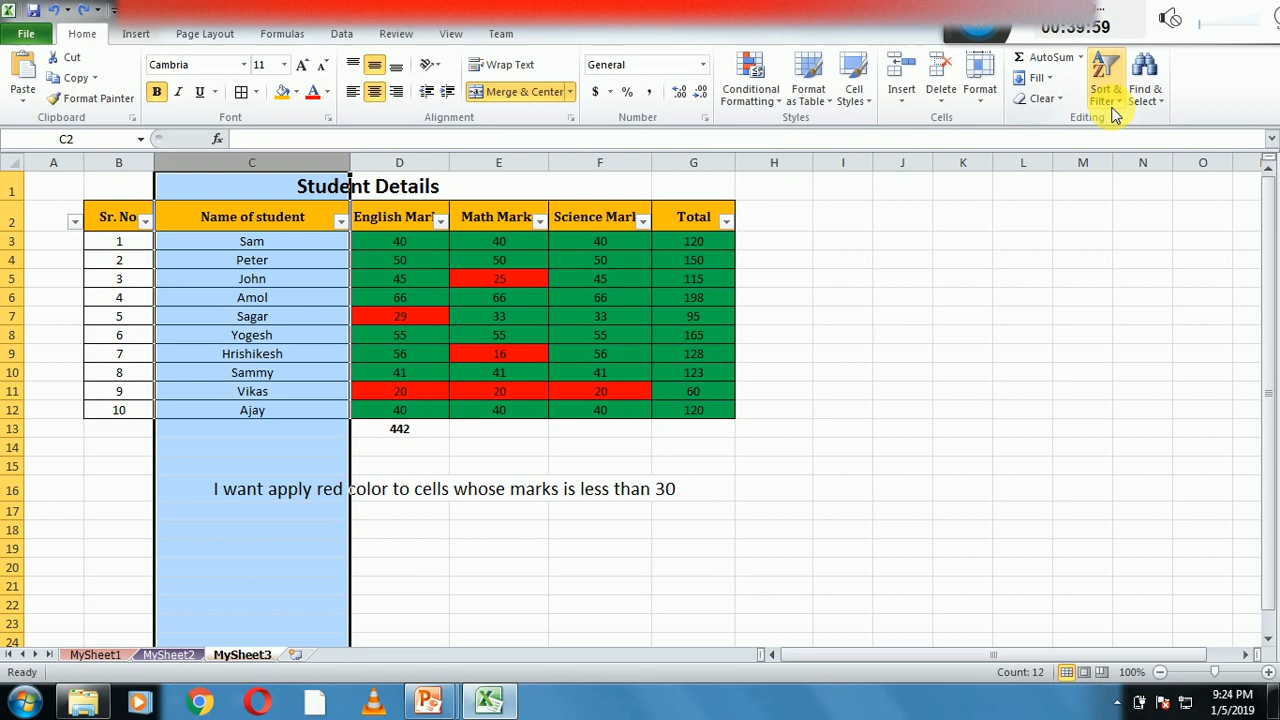 00:39:59
File Home Insert Page Layout Formulas Data Review View Team
Cut
Copy
Format Painter
Paste
Clipboard
Cambria 11
B I U
Font
Wrap Text
Merge & Center
Alignment
General
$ % ,
Number
Conditional Formatting
Format as Table
Cell Styles
Styles
Insert Delete Format
Cells
Σ AutoSum
Fill
Clear
Sort & Filter
Find & Select
Editing
C2 fx
A B C D E F G H I J K L M N O
1 Student Details
2 Sr. No Name of student English Mar Math Mark Science Mar Total
3 1 Sam 40 40 40 120
4 2 Peter 50 50 50 150
5 3 John 45 25 45 115
6 4 Amol 66 66 66 198
7 5 Sagar 29 33 33 95
8 6 Yogesh 55 55 55 165
9 7 Hrishikesh 56 16 56 128
10 8 Sammy 41 41 41 123
11 9 Vikas 20 20 20 60
12 10 Ajay 40 40 40 120
13 442
14
15
16 I want apply red color to cells whose marks is less than 30
17
18
19
20
21
22
23
24
MySheet1 MySheet2 MySheet3
Ready Count: 12 100%
9:24 PM
1/5/2019